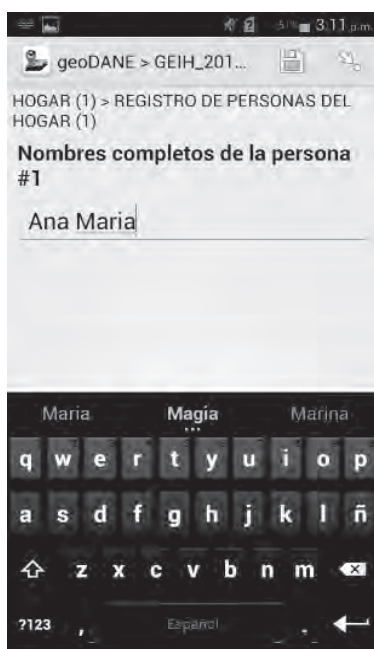 3:11 p.m.
geoDANE > GEIH_201...
HOGAR (1) > REGISTRO DE PERSONAS DEL
HOGAR (1)
Nombres completos de la persona
#1
Ana Maria
Maria Magía Marina
q w e r t y u i o p
a s d f g h j k l ñ
z x c v b n m
?123 , Español .